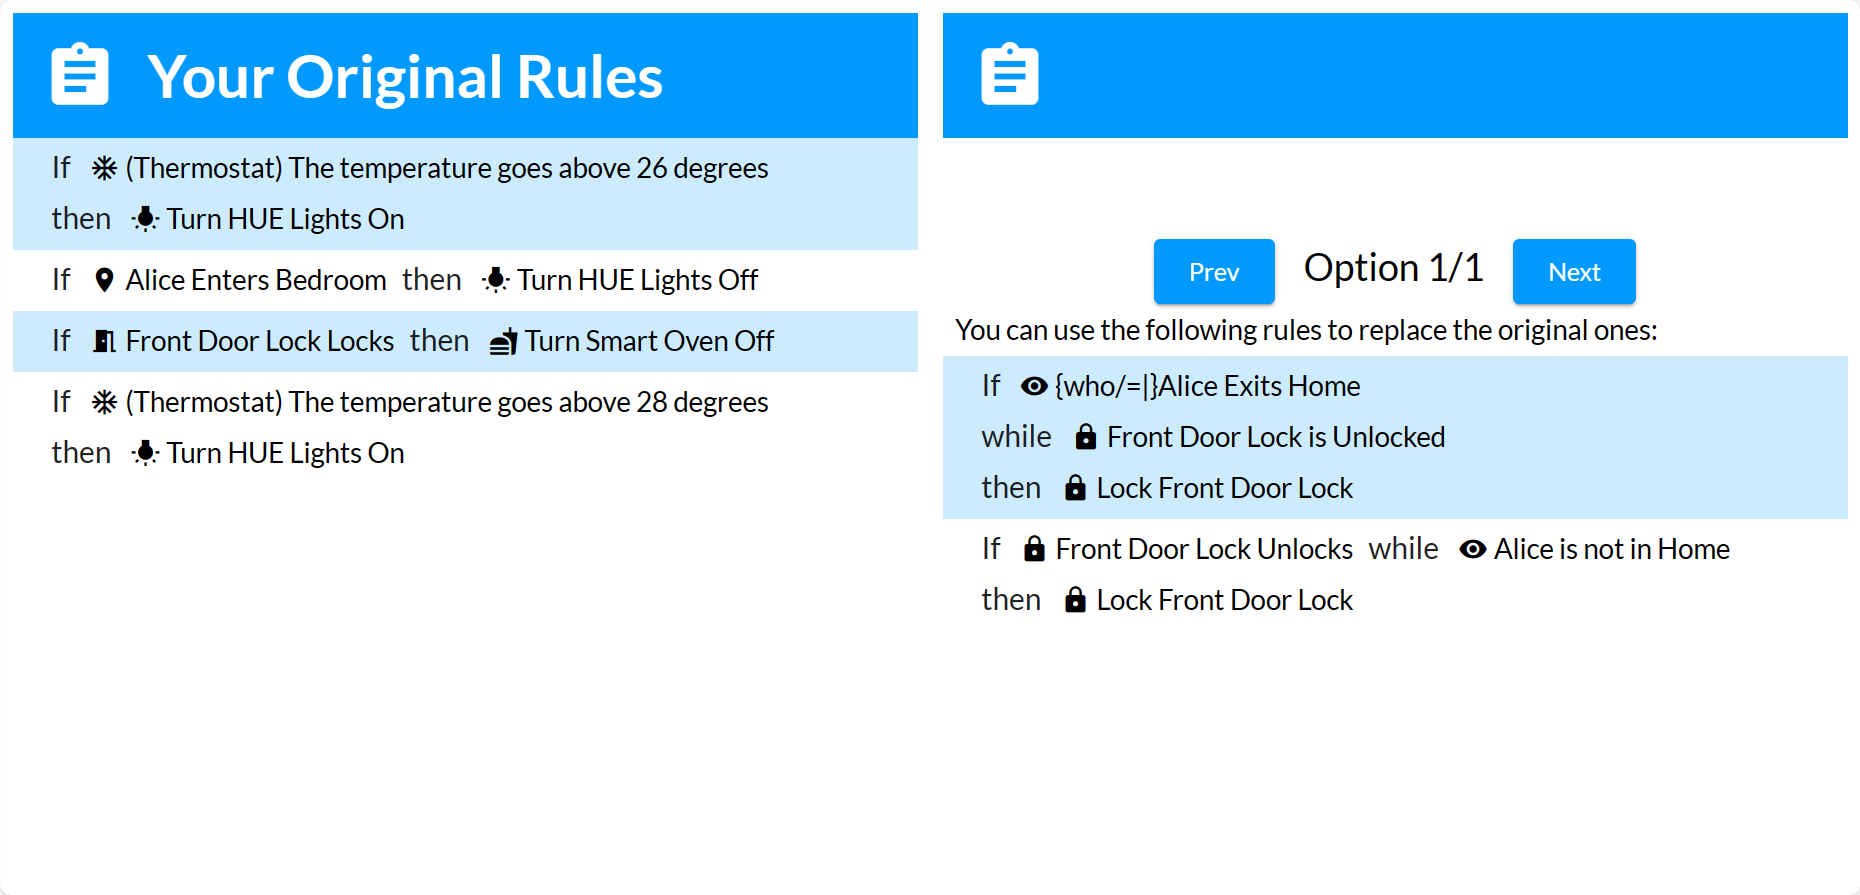 Your Original Rules
If (Thermostat) The temperature goes above 26 degrees
then Turn HUE Lights On
If Alice Enters Bedroom then Turn HUE Lights Off
If Front Door Lock Locks then Turn Smart Oven Off
If (Thermostat) The temperature goes above 28 degrees
then Turn HUE Lights On
Prev Option 1/1 Next
You can use the following rules to replace the original ones:
If {who/=|}Alice Exits Home
while Front Door Lock is Unlocked
then Lock Front Door Lock
If Front Door Lock Unlocks while Alice is not in Home
then Lock Front Door Lock